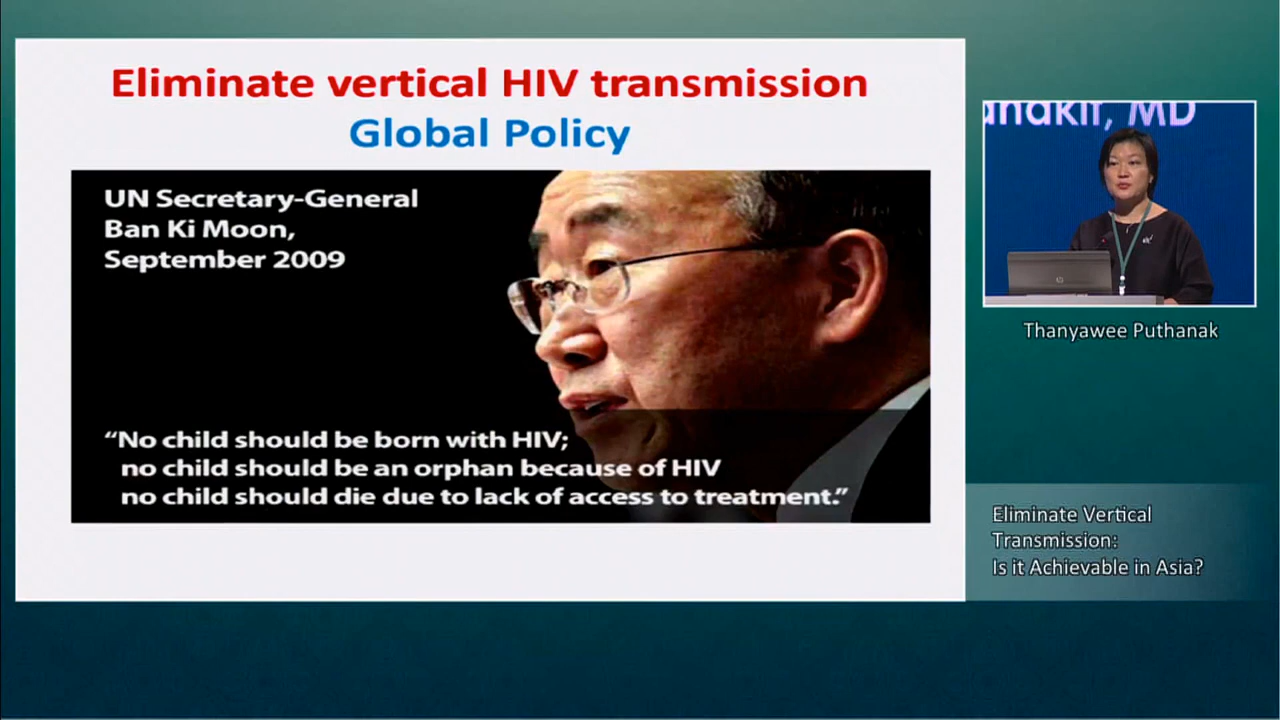 Eliminate vertical HIV transmission
Global Policy
UN Secretary-General
Ban Ki Moon,
September 2009
“No child should be born with HIV;
no child should be an orphan because of HIV
no child should die due to lack of access to treatment.”
anakit, MD
Thanyawee Puthanak
Eliminate Vertical
Transmission:
Is it Achievable in Asia?